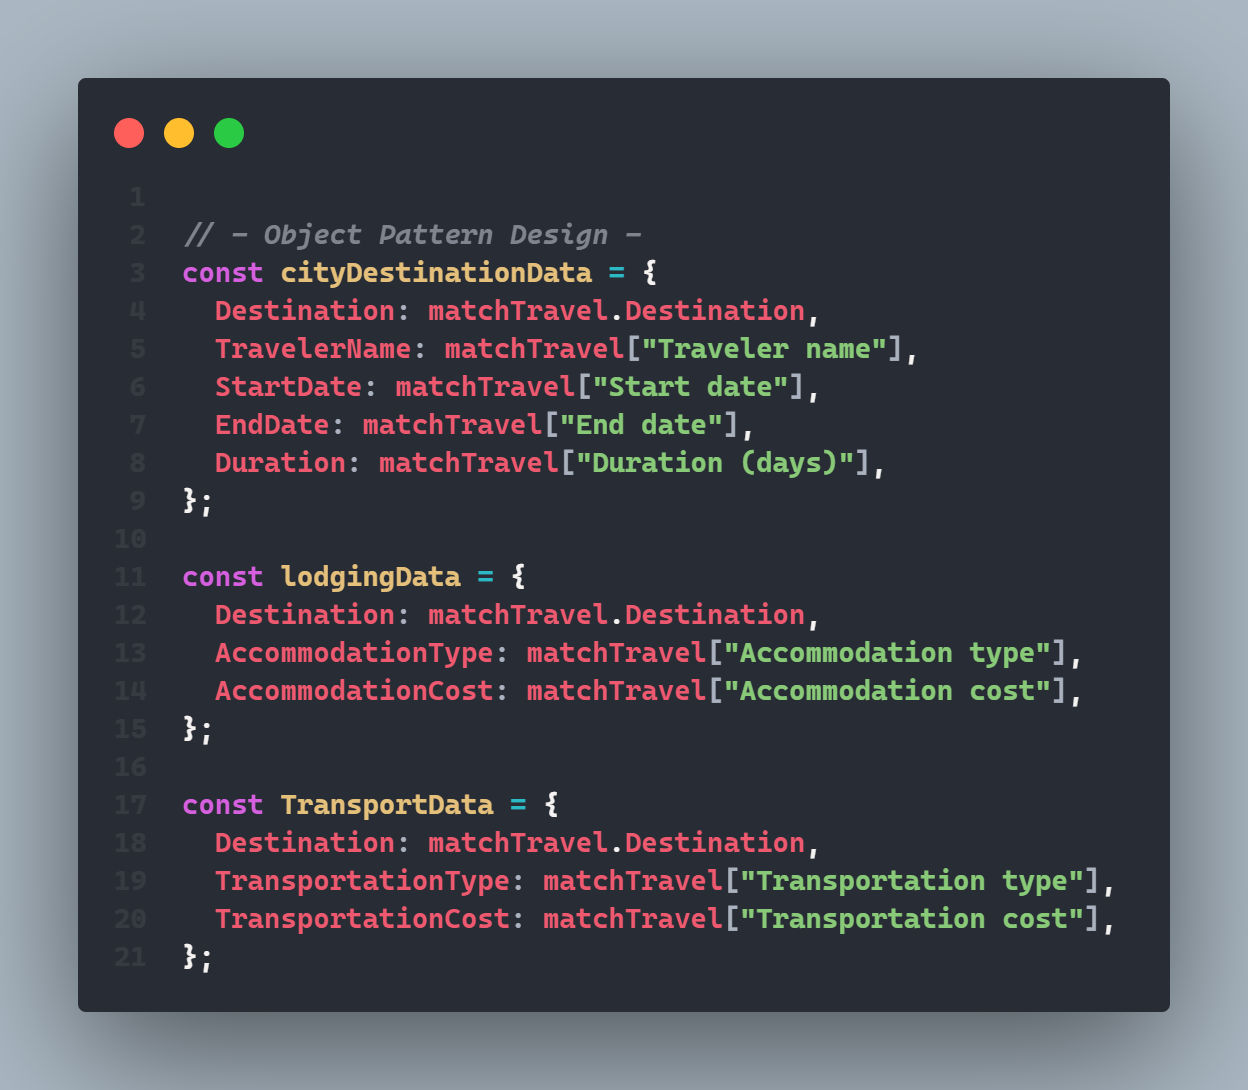 1
2 // - Object Pattern Design -
3 const cityDestinationData = {
4   Destination: matchTravel.Destination,
5   TravelerName: matchTravel["Traveler name"],
6   StartDate: matchTravel["Start date"],
7   EndDate: matchTravel["End date"],
8   Duration: matchTravel["Duration (days)"],
9 };
10
11 const lodgingData = {
12   Destination: matchTravel.Destination,
13   AccommodationType: matchTravel["Accommodation type"],
14   AccommodationCost: matchTravel["Accommodation cost"],
15 };
16
17 const TransportData = {
18   Destination: matchTravel.Destination,
19   TransportationType: matchTravel["Transportation type"],
20   TransportationCost: matchTravel["Transportation cost"],
21 };